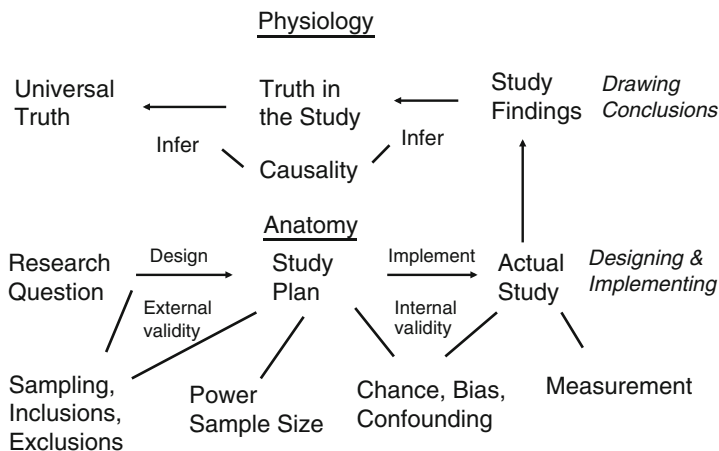 Physiology
Universal
Truth
Truth in
the Study
Study
Findings
Drawing
Conclusions
Infer
Infer
Causality
Anatomy
Research
Question
Design
Study
Plan
Implement
Actual
Study
Designing &
Implementing
External
validity
Internal
validity
Sampling,
Inclusions,
Exclusions
Power
Sample Size
Chance, Bias,
Confounding
Measurement